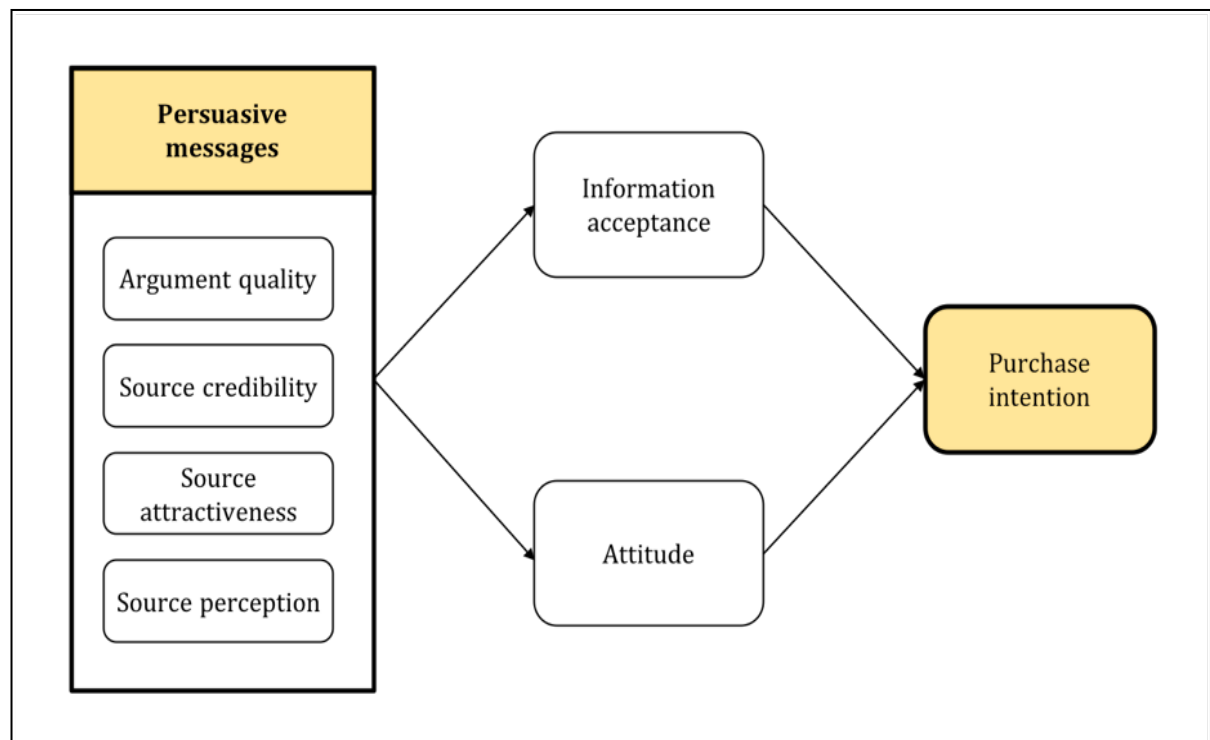 Persuasive
messages
Argument quality
Source credibility
Source
attractiveness
Source perception
Information
acceptance
Attitude
Purchase
intention